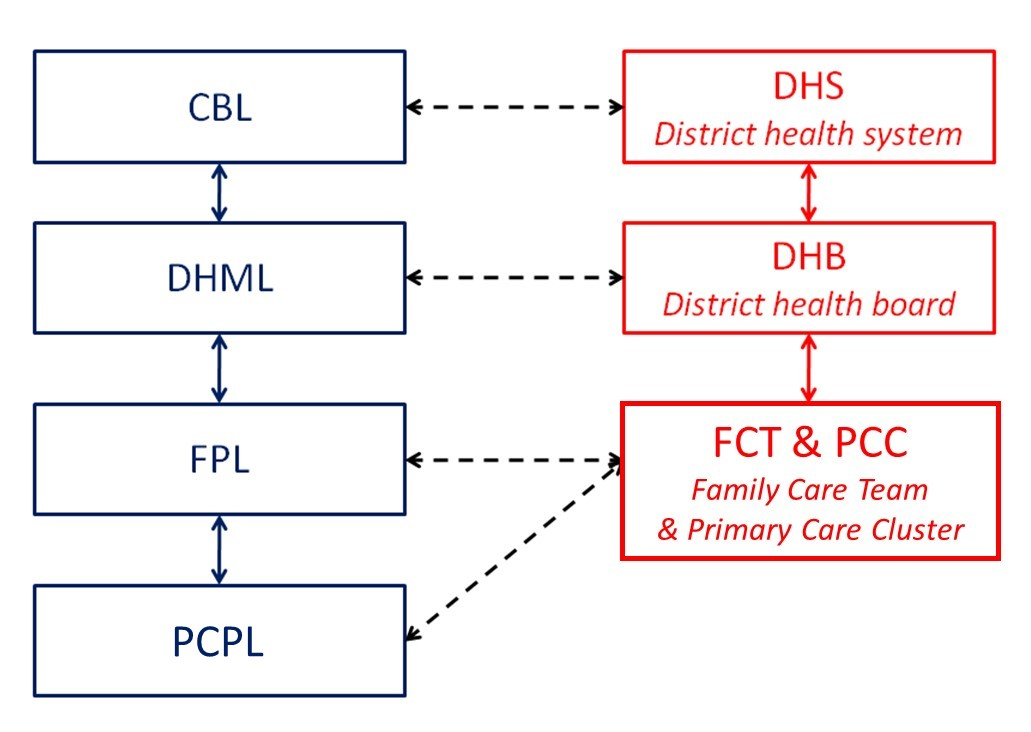 CBL
DHS
District health system
DHML
DHB
District health board
FPL
FCT & PCC
Family Care Team
& Primary Care Cluster
PCPL